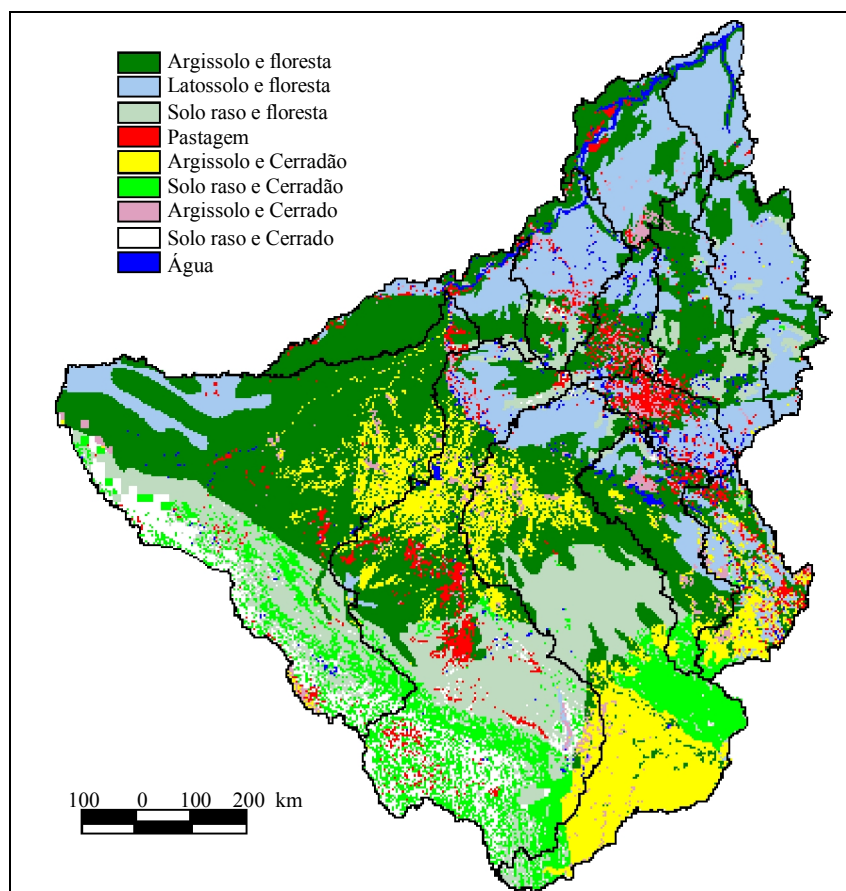 Argissolo e floresta
Latossolo e floresta
Solo raso e floresta
Pastagem
Argissolo e Cerradão
Solo raso e Cerradão
Argissolo e Cerrado
Solo raso e Cerrado
Água
100 0 100 200 km